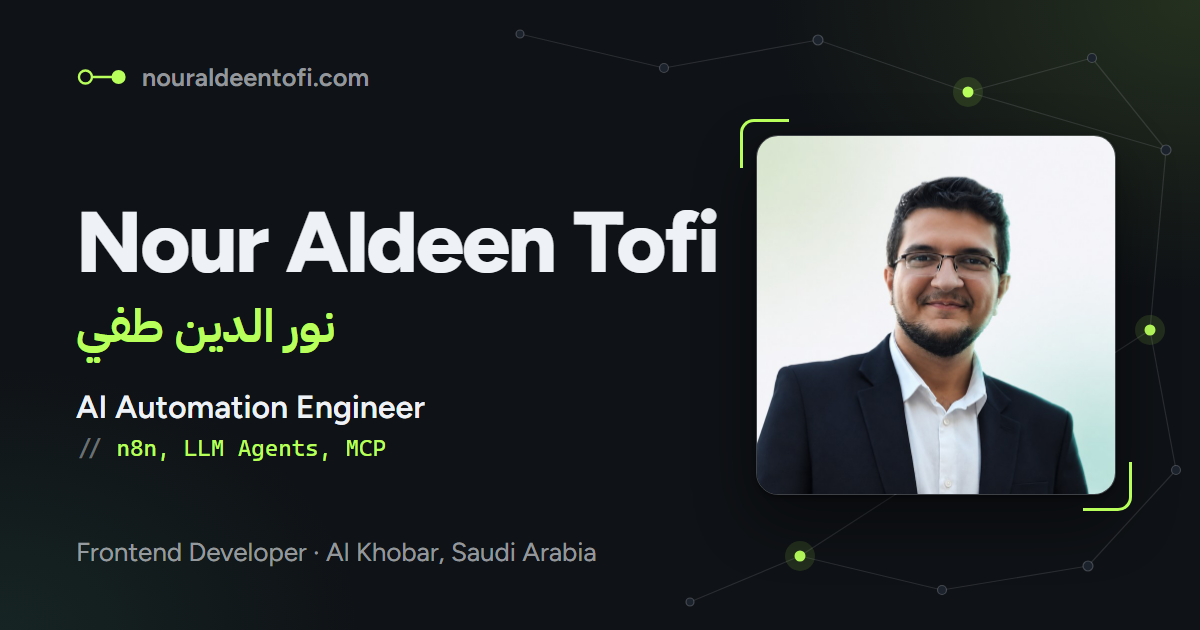 nouraldeentofi.com
Nour Aldeen Tofi
نور الدين طفي
AI Automation Engineer
// n8n, LLM Agents, MCP
Frontend Developer · Al Khobar, Saudi Arabia